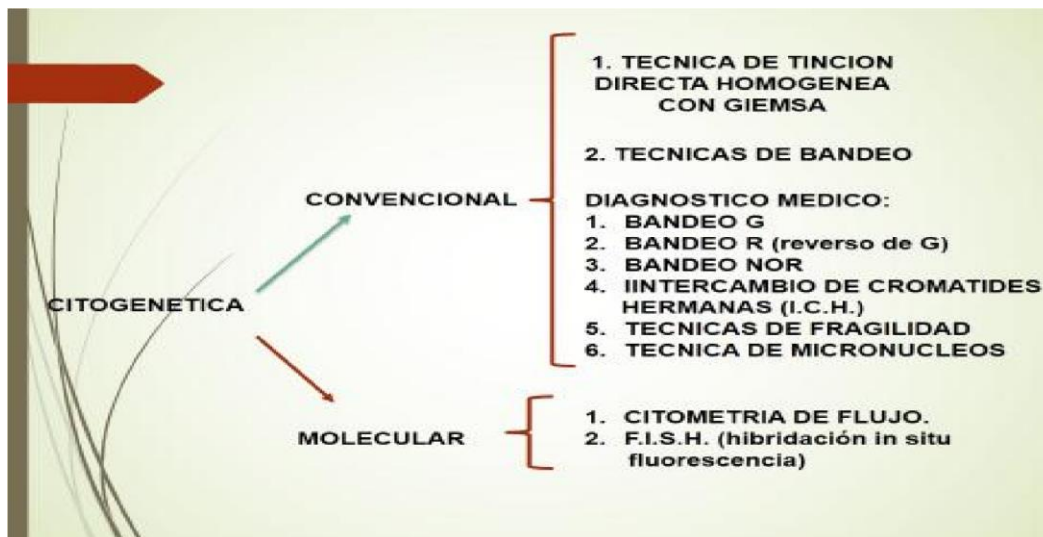 1. TECNICA DE TINCION
DIRECTA HOMOGENEA
CON GIEMSA
2. TECNICAS DE BANDEO
CONVENCIONAL
DIAGNOSTICO MEDICO:
1. BANDEO G
2. BANDEO R (reverso de G)
3. BANDEO NOR
4. IINTERCAMBIO DE CROMATIDES
HERMANAS (I.C.H.)
5. TECNICAS DE FRAGILIDAD
6. TECNICA DE MICRONUCLEOS
CITOGENETICA
MOLECULAR
1. CITOMETRIA DE FLUJO.
2. F.I.S.H. (hibridación in situ
fluorescencia)